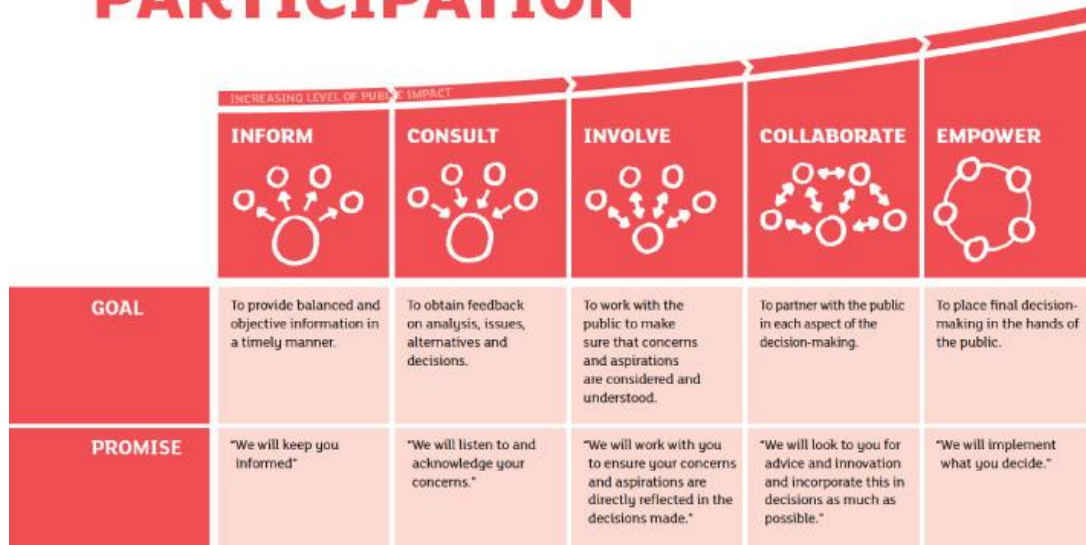 PARTICIPATION
INCREASING LEVEL OF PUBLIC IMPACT
INFORM
CONSULT
INVOLVE
COLLABORATE
EMPOWER
GOAL
To provide balanced and
objective information in
a timely manner.
To obtain feedback
on analysis, issues,
alternatives and
decisions.
To work with the
public to make
sure that concerns
and aspirations
are considered and
understood.
To partner with the public
in each aspect of the
decision-making.
To place final decision-
making in the hands of
the public.
PROMISE
“We will keep you
informed”
“We will listen to and
acknowledge your
concerns.”
“We will work with you
to ensure your concerns
and aspirations are
directly reflected in the
decisions made.”
“We will look to you for
advice and innovation
and incorporate this in
decisions as much as
possible.”
“We will implement
what you decide.”